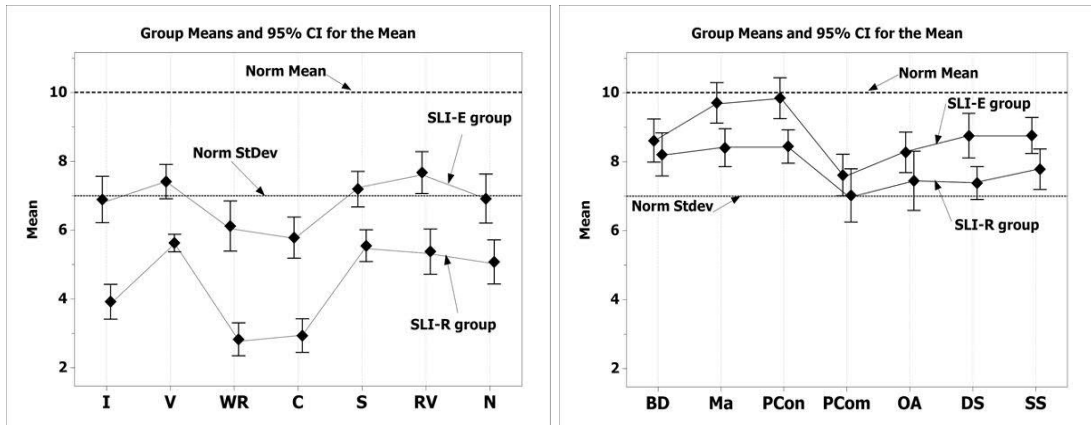 Group Means and 95% CI for the Mean
Norm Mean
10
SLI-E group
8
Norm StDev
6
Mean
4
SLI-R group
2
I V WR C S RV N
Group Means and 95% CI for the Mean
10
Norm Mean
SLI-E group
8
Norm Stdev
SLI-R group
6
Mean
4
2
BD Ma PCon PCom OA DS SS